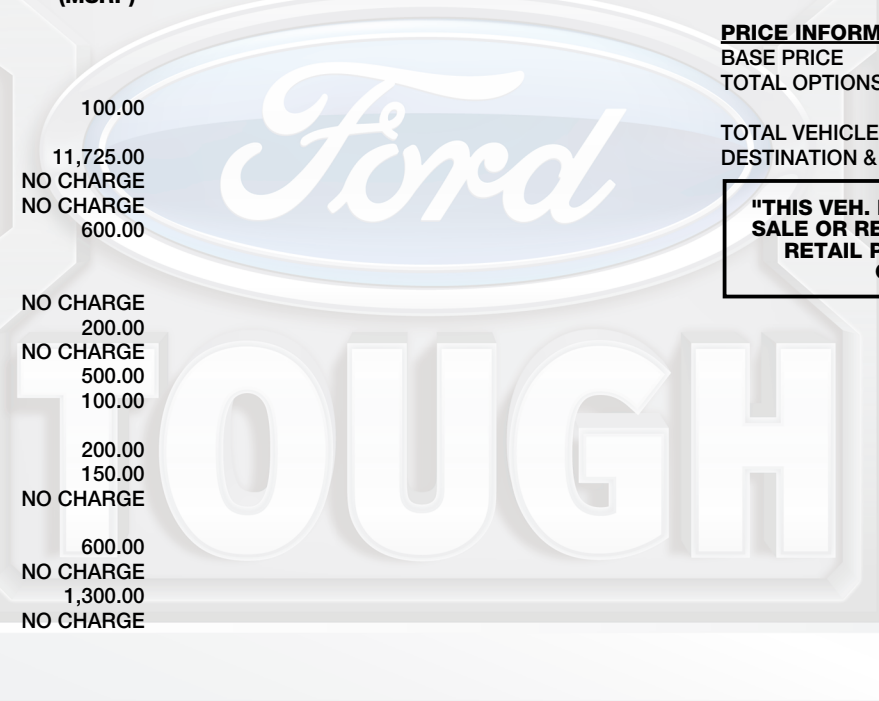 (MSRP)
100.00
11,725.00
NO CHARGE
NO CHARGE
600.00
NO CHARGE
200.00
NO CHARGE
500.00
100.00
200.00
150.00
NO CHARGE
600.00
NO CHARGE
1,300.00
NO CHARGE
PRICE INFORM
BASE PRICE
TOTAL OPTIONS
TOTAL VEHICLE
DESTINATION &
"THIS VEH.
SALE OR RE
RETAIL
Ford
TOUGH